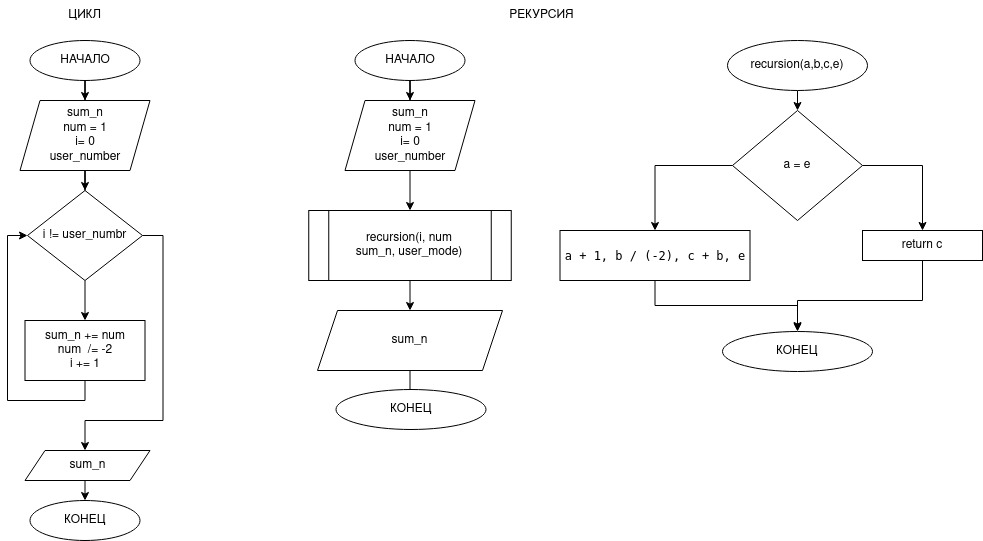 ЦИКЛ
НАЧАЛО
sum_n
num = 1
i= 0
user_number
i != user_numbr
sum_n += num
num /= -2
i += 1
sum_n
КОНЕЦ
РЕКУРСИЯ
НАЧАЛО
sum_n
num = 1
i= 0
user_number
recursion(i, num
sum_n, user_mode)
sum_n
КОНЕЦ
recursion(a,b,c,e)
a = e
a + 1, b / (-2), c + b, e
return c
КОНЕЦ